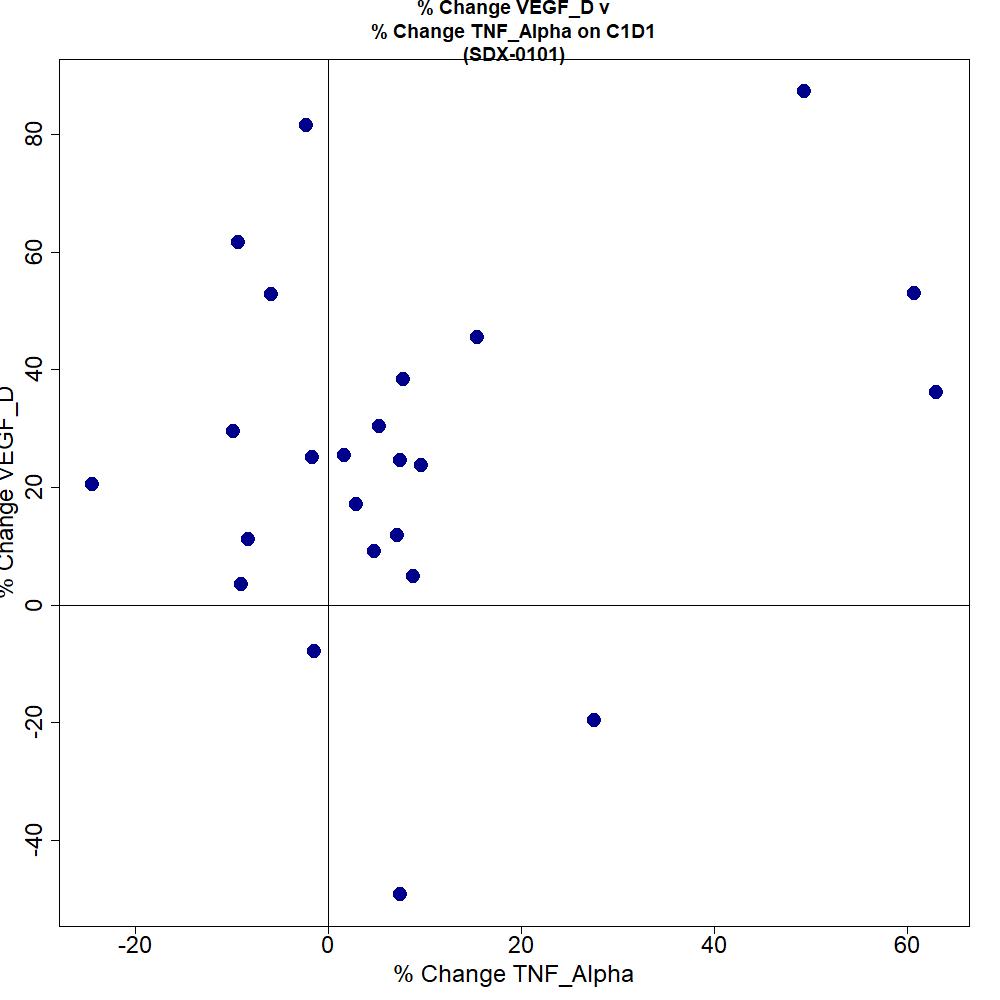 % Change VEGF_D v
% Change TNF_Alpha on C1D1
(SDX-0101)
80
60
40
20
0
-20
-40
% Change VEGF_D
-20 0 20 40 60
% Change TNF_Alpha